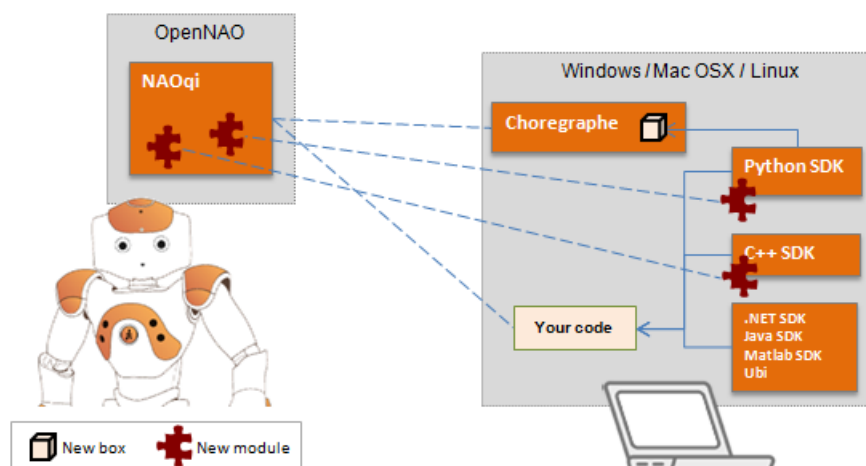 OpenNAO
NAOqi
Windows / Mac OSX / Linux
Choregraphe
Python SDK
C++ SDK
Your code
.NET SDK
Java SDK
Matlab SDK
Ubi
New box
New module